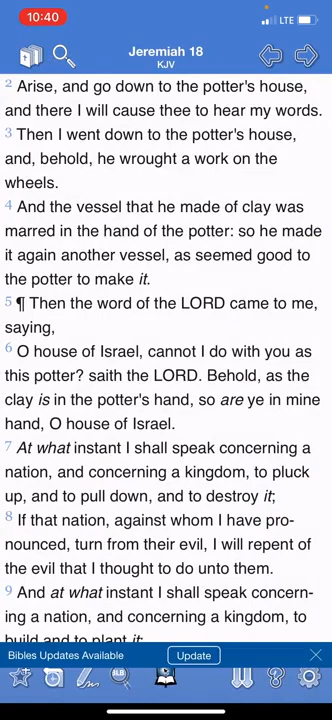 10:40
LTE
Jeremiah 18
KJV
2 Arise, and go down to the potter's house,
and there I will cause thee to hear my words.
3 Then I went down to the potter's house,
and, behold, he wrought a work on the
wheels.
4 And the vessel that he made of clay was
marred in the hand of the potter: so he made
it again another vessel, as seemed good to
the potter to make it.
5 ¶ Then the word of the LORD came to me,
saying,
6 O house of Israel, cannot I do with you as
this potter? saith the LORD. Behold, as the
clay is in the potter's hand, so are ye in mine
hand, O house of Israel.
7 At what instant I shall speak concerning a
nation, and concerning a kingdom, to pluck
up, and to pull down, and to destroy it;
8 If that nation, against whom I have pro-
nounced, turn from their evil, I will repent of
the evil that I thought to do unto them.
9 And at what instant I shall speak concern-
ing a nation, and concerning a kingdom, to
build and to plant it;
Bibles Updates Available
Update
SLB